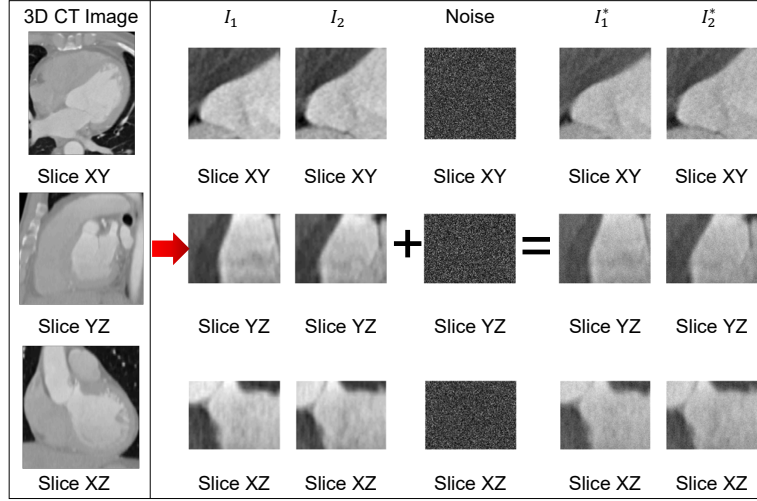 3D CT Image I₁ I₂ Noise I₁* I₂*
Slice XY Slice XY Slice XY Slice XY Slice XY Slice XY
+ =
Slice YZ Slice YZ Slice YZ Slice YZ Slice YZ Slice YZ
Slice XZ Slice XZ Slice XZ Slice XZ Slice XZ Slice XZ